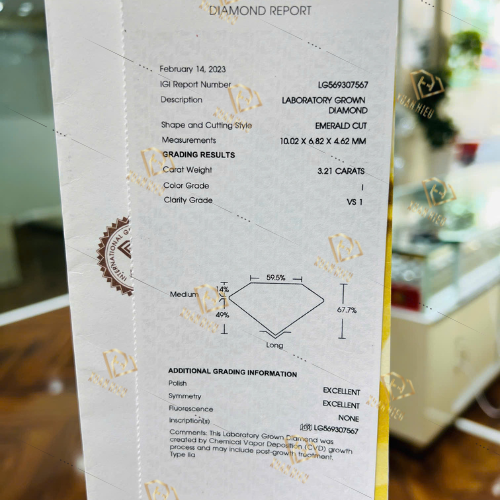 DIAMOND REPORT
February 14, 2023
IGI Report Number LG569307567
Description LABORATORY GROWN
DIAMOND
Shape and Cutting Style EMERALD CUT
Measurements 10.02 X 6.82 X 4.62 MM
GRADING RESULTS
Carat Weight 3.21 CARATS
Color Grade I
Clarity Grade VS 1
59.5%
Medium 14%
49%
67.7%
Long
INTERNATIONAL G
ADDITIONAL GRADING INFORMATION
Polish EXCELLENT
Symmetry EXCELLENT
Fluorescence NONE
Inscription(s) LG569307567
Comments: This Laboratory Grown Diamond was
created by Chemical Vapor Deposition (CVD) growth
process and may include post-growth treatment.
Type IIa
XUAN HIEU